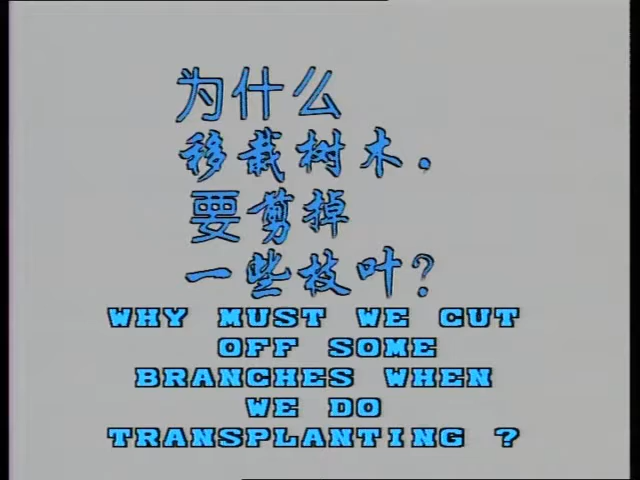 为什么
移栽树木，
要剪掉
一些枝叶？
WHY MUST WE CUT
OFF SOME
BRANCHES WHEN
WE DO
TRANSPLANTING ?